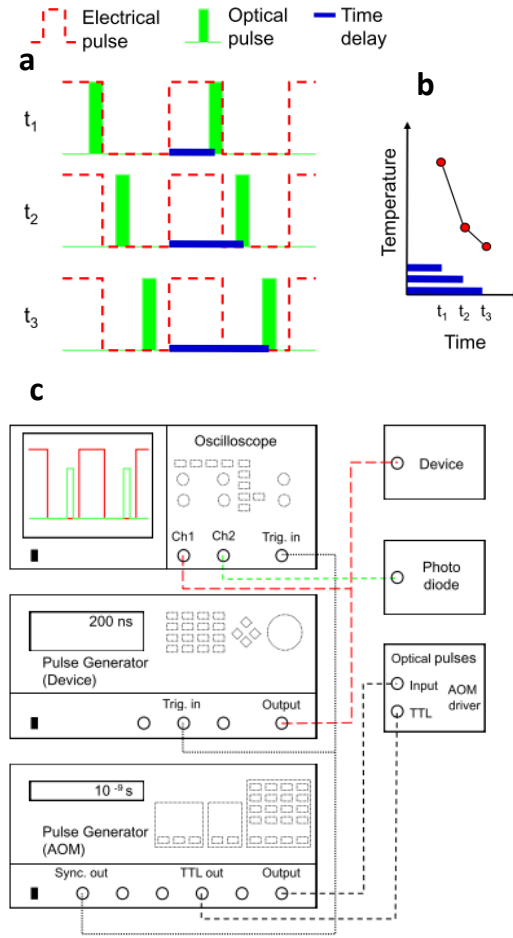 Electrical
pulse
Optical
pulse
Time
delay
a
t1
t2
t3
b
Temperature
t1 t2 t3
Time
c
Oscilloscope
Ch1 Ch2 Trig. in
Device
Photo
diode
200 ns
Pulse Generator
(Device)
Trig. in Output
Optical pulses
Input
AOM
driver
TTL
10 -9 s
Pulse Generator
(AOM)
Sync. out TTL out Output